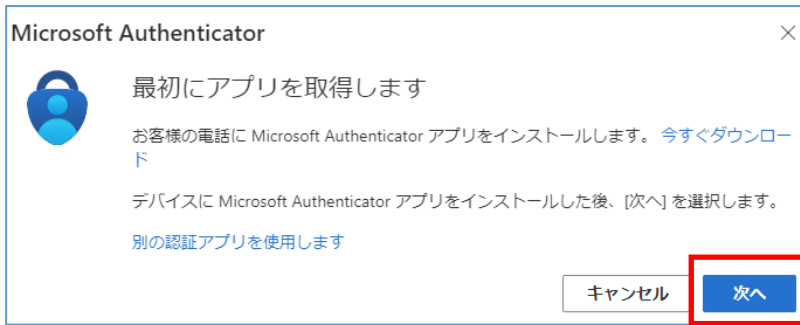 Microsoft Authenticator
最初にアプリを取得します
お客様の電話に Microsoft Authenticator アプリをインストールします。 今すぐダウンロー
ド
デバイスに Microsoft Authenticator アプリをインストールした後、[次へ] を選択します。
別の認証アプリを使用します
キャンセル
次へ